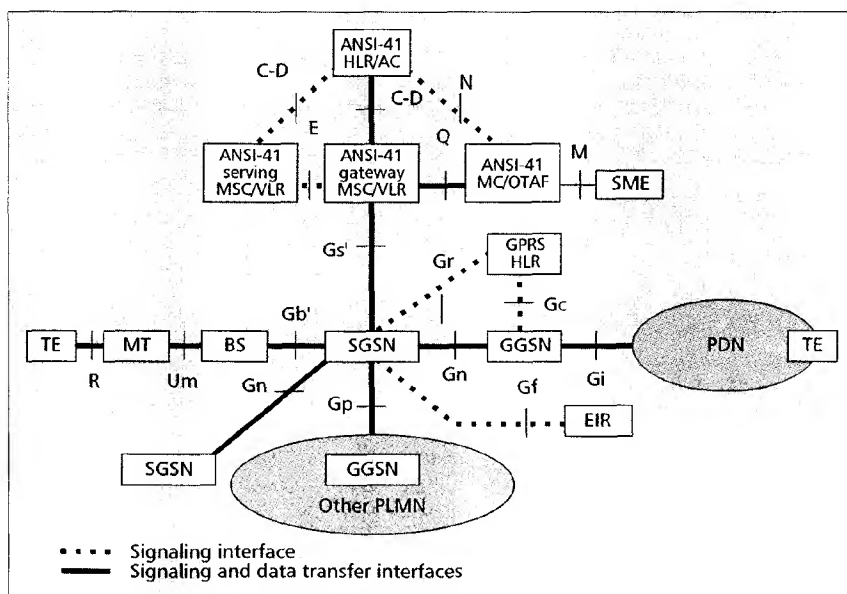 ANSI-41
HLR/AC
C-D
C-D
N
E
Q
M
ANSI-41
serving
MSC/VLR
ANSI-41
gateway
MSC/VLR
ANSI-41
MC/OTAF
SME
Gs'
Gr
GPRS
HLR
Gb'
Gc
TE
MT
BS
SGSN
GGSN
PDN
TE
R
Um
Gn
Gn
Gi
Gp
Gf
EIR
SGSN
GGSN
Other PLMN
Signaling interface
Signaling and data transfer interfaces